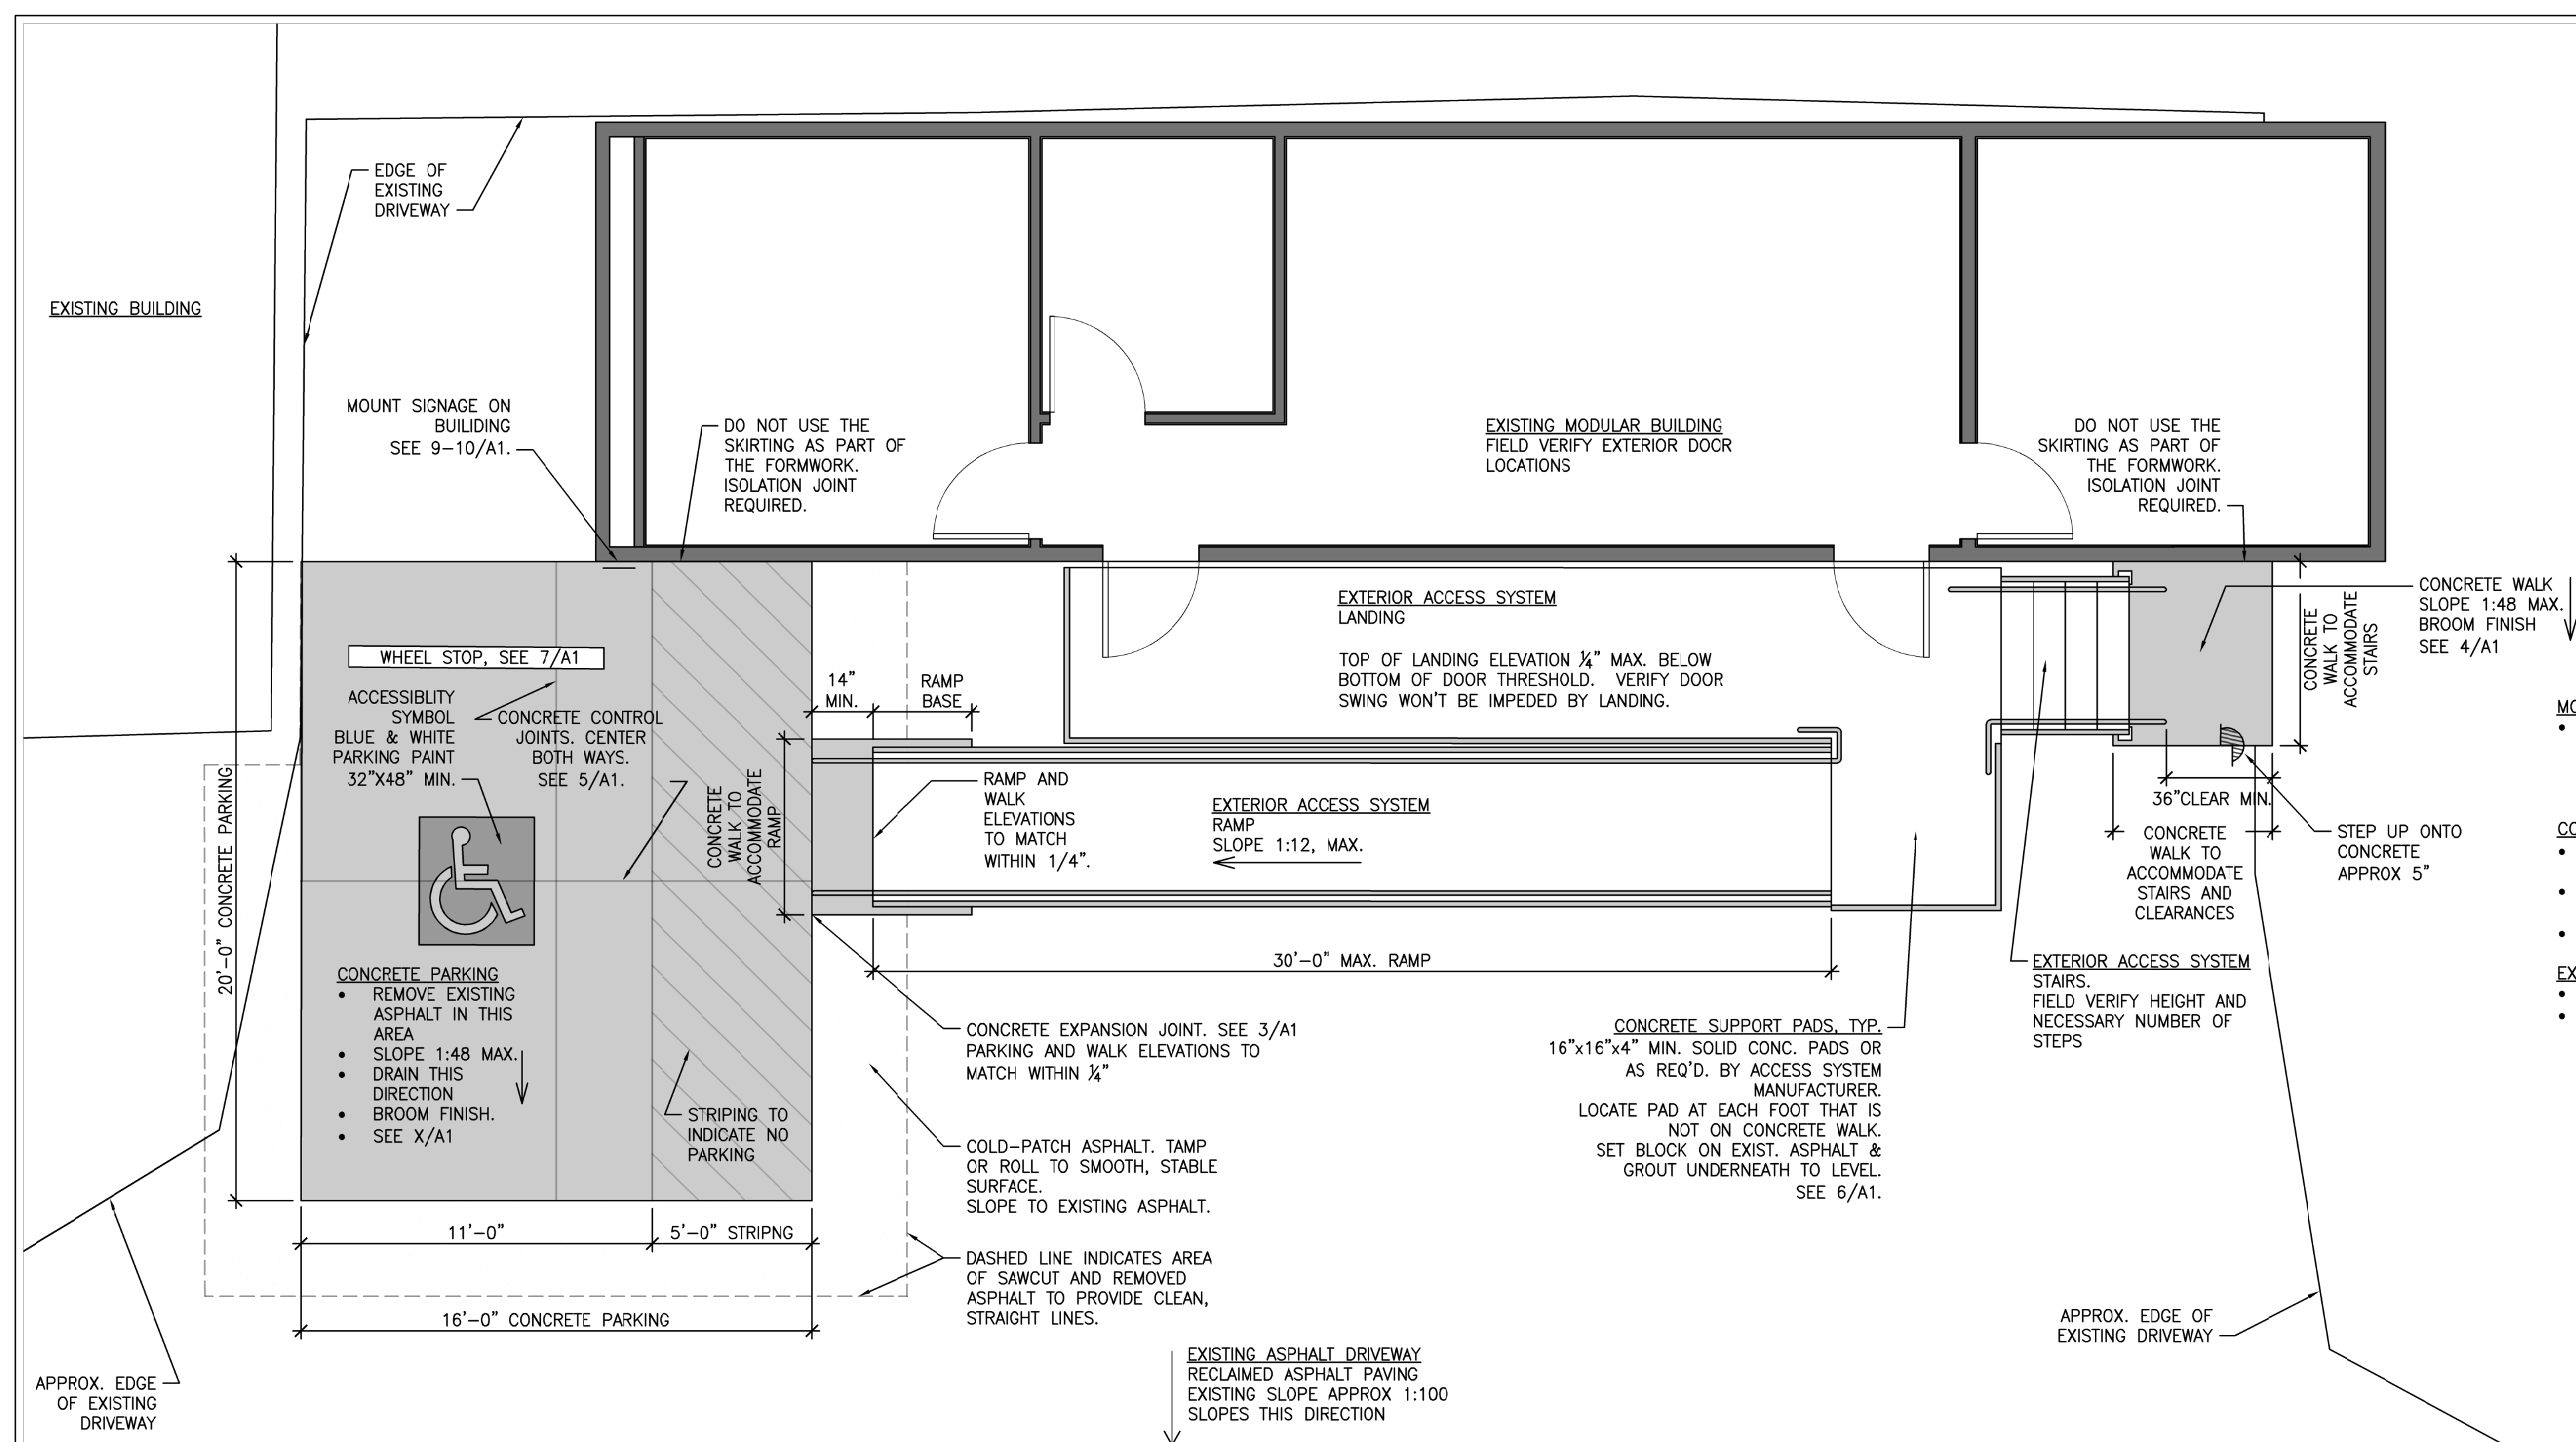 EDGE OF
EXISTING
DRIVEWAY
EXISTING BUILDING
MOUNT SIGNAGE ON
BUILIDING
SEE 9-10/A1.
DO NOT USE THE
SKIRTING AS PART OF
THE FORMWORK.
ISOLATION JOINT
REQUIRED.
EXISTING MODULAR BUILDING
FIELD VERIFY EXTERIOR DOOR
LOCATIONS
DO NOT USE THE
SKIRTING AS PART OF
THE FORMWORK.
ISOLATION JOINT
REQUIRED.
EXTERIOR ACCESS SYSTEM
LANDING
TOP OF LANDING ELEVATION ¼" MAX. BELOW
BOTTOM OF DOOR THRESHOLD. VERIFY DOOR
SWING WON'T BE IMPEDED BY LANDING.
CONCRETE
WALK TO
ACCOMMODATE
STAIRS
CONCRETE WALK
SLOPE 1:48 MAX.
BROOM FINISH
SEE 4/A1
WHEEL STOP, SEE 7/A1
ACCESSIBLITY
SYMBOL
BLUE & WHITE
PARKING PAINT
32"X48" MIN.
CONCRETE CONTROL
JOINTS. CENTER
BOTH WAYS.
SEE 5/A1.
14"
MIN.
RAMP
BASE
CONCRETE
WALK TO
ACCOMMODATE
RAMP
RAMP AND
WALK
ELEVATIONS
TO MATCH
WITHIN 1/4".
EXTERIOR ACCESS SYSTEM
RAMP
SLOPE 1:12, MAX.
36"CLEAR MIN.
CONCRETE
WALK TO
ACCOMMODATE
STAIRS AND
CLEARANCES
STEP UP ONTO
CONCRETE
APPROX 5"
20'-0" CONCRETE PARKING
30'-0" MAX. RAMP
CONCRETE PARKING
• REMOVE EXISTING
ASPHALT IN THIS
AREA
• SLOPE 1:48 MAX.
• DRAIN THIS
DIRECTION
• BROOM FINISH.
• SEE X/A1
STRIPING TO
INDICATE NO
PARKING
CONCRETE EXPANSION JOINT. SEE 3/A1
PARKING AND WALK ELEVATIONS TO
MATCH WITHIN ¼"
COLD-PATCH ASPHALT. TAMP
OR ROLL TO SMOOTH, STABLE
SURFACE.
SLOPE TO EXISTING ASPHALT.
DASHED LINE INDICATES AREA
OF SAWCUT AND REMOVED
ASPHALT TO PROVIDE CLEAN,
STRAIGHT LINES.
CONCRETE SUPPORT PADS, TYP.
16"x16"x4" MIN. SOLID CONC. PADS OR
AS REQ'D. BY ACCESS SYSTEM
MANUFACTURER.
LOCATE PAD AT EACH FOOT THAT IS
NOT ON CONCRETE WALK.
SET BLOCK ON EXIST. ASPHALT &
GROUT UNDERNEATH TO LEVEL.
SEE 6/A1.
EXTERIOR ACCESS SYSTEM
STAIRS.
FIELD VERIFY HEIGHT AND
NECESSARY NUMBER OF
STEPS
11'-0"
5'-0" STRIPNG
16'-0" CONCRETE PARKING
APPROX. EDGE
OF EXISTING
DRIVEWAY
EXISTING ASPHALT DRIVEWAY
RECLAIMED ASPHALT PAVING
EXISTING SLOPE APPROX 1:100
SLOPES THIS DIRECTION
APPROX. EDGE OF
EXISTING DRIVEWAY